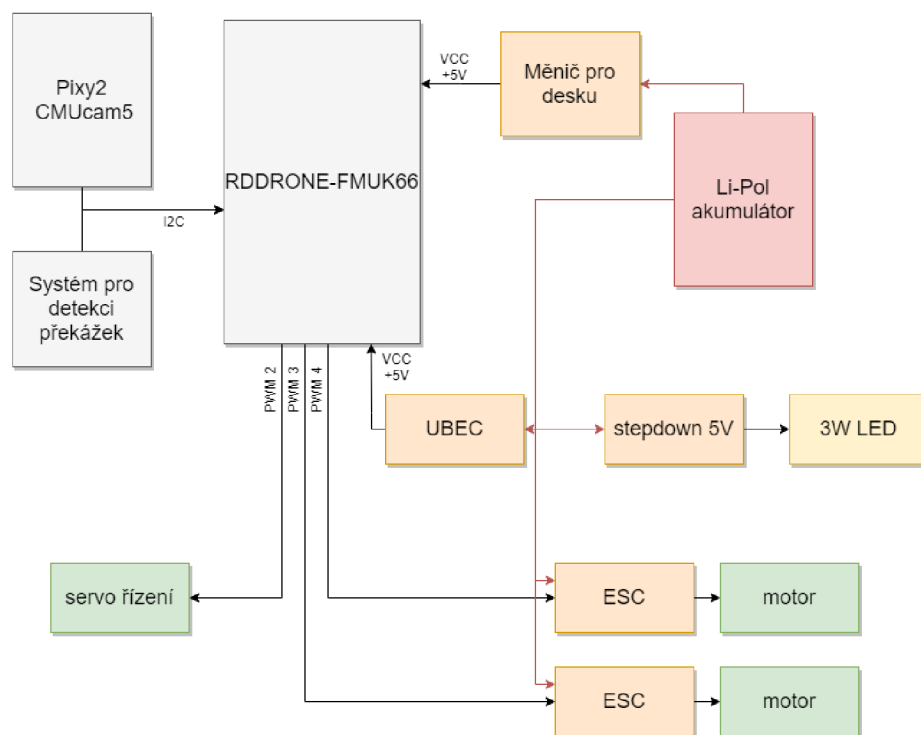 Pixy2
CMUcam5
RDDRONE-FMUK66
VCC
+5V
Měnič pro
desku
Li-Pol
akumulátor
I2C
Systém pro
detekci
překážek
PWM 2
PWM 3
PWM 4
VCC
+5V
UBEC
stepdown 5V
3W LED
servo řízení
ESC
motor
ESC
motor